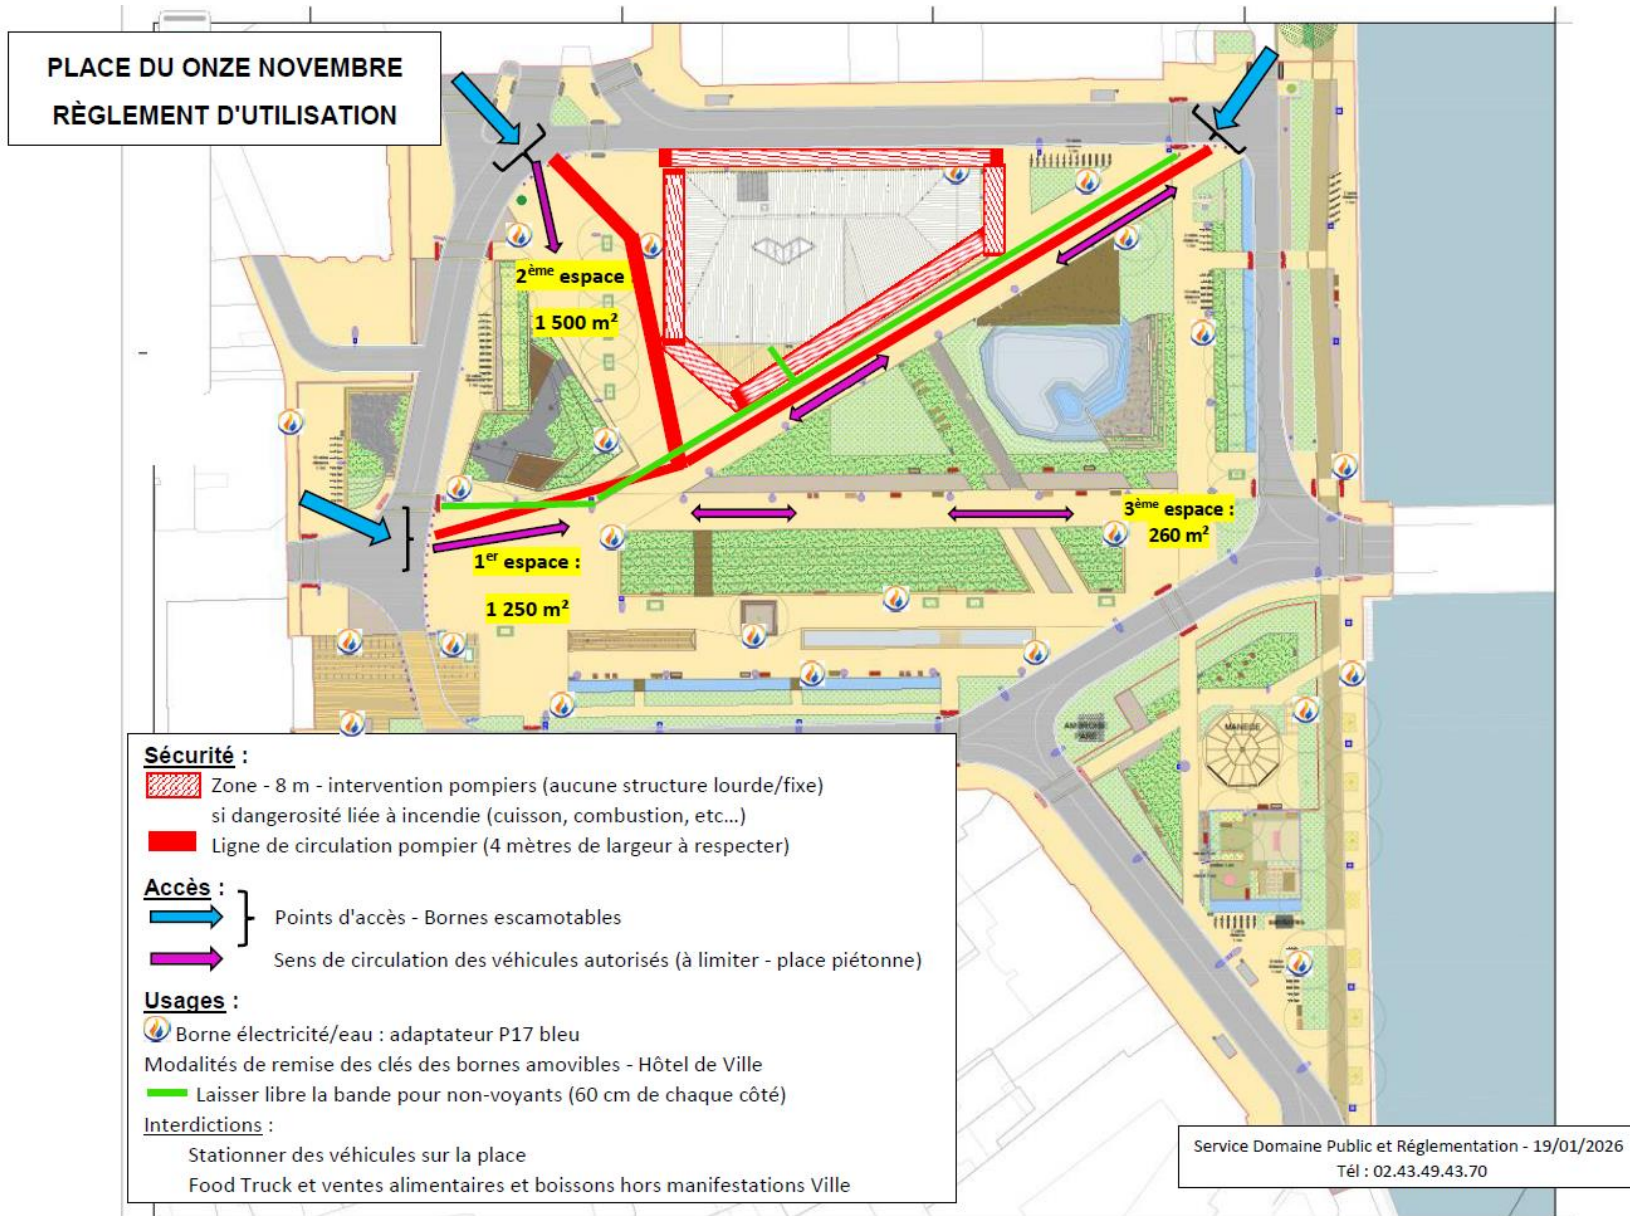 PLACE DU ONZE NOVEMBRE
RÈGLEMENT D'UTILISATION
2ème espace :
1 500 m²
3ème espace :
260 m²
1er espace :
1 250 m²
AMBROISE
PARÉ
MANEGE
Sécurité :
Zone - 8 m - intervention pompiers (aucune structure lourde/fixe)
si dangerosité liée à incendie (cuisson, combustion, etc...)
Ligne de circulation pompier (4 mètres de largeur à respecter)
Accès :
Points d'accès - Bornes escamotables
Sens de circulation des véhicules autorisés (à limiter - place piétonne)
Usages :
Borne électricité/eau : adaptateur P17 bleu
Modalités de remise des clés des bornes amovibles - Hôtel de Ville
Laisser libre la bande pour non-voyants (60 cm de chaque côté)
Interdictions :
Stationner des véhicules sur la place
Food Truck et ventes alimentaires et boissons hors manifestations Ville
Service Domaine Public et Réglementation - 19/01/2026
Tél : 02.43.49.43.70